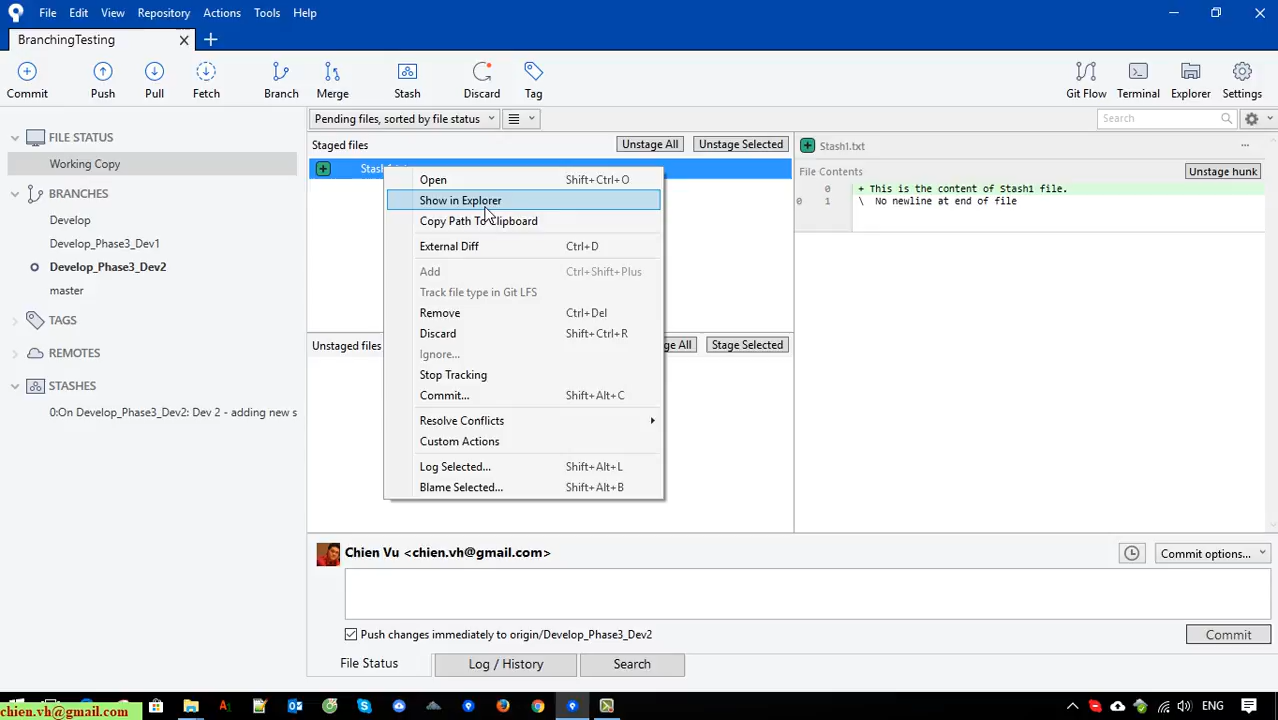 File Edit View Repository Actions Tools Help
BranchingTesting
Commit Push Pull Fetch Branch Merge Stash Discard Tag Git Flow Terminal Explorer Settings
FILE STATUS
Working Copy
BRANCHES
Develop
Develop_Phase3_Dev1
Develop_Phase3_Dev2
master
TAGS
REMOTES
STASHES
0:On Develop_Phase3_Dev2: Dev 2 - adding new s
Pending files, sorted by file status
Search
Staged files Unstage All Unstage Selected
Open Shift+Ctrl+O
Show in Explorer
Copy Path To Clipboard
External Diff Ctrl+D
Add Ctrl+Shift+Plus
Track file type in Git LFS
Remove Ctrl+Del
Discard Shift+Ctrl+R
Ignore...
Stop Tracking
Commit... Shift+Alt+C
Resolve Conflicts
Custom Actions
Log Selected... Shift+Alt+L
Blame Selected... Shift+Alt+B
Unstaged files Stage Selected
Stash1.txt
File Contents Unstage hunk
0 + This is the content of Stash1 file.
0 1 \ No newline at end of file
Chien Vu <chien.vh@gmail.com>
Commit options...
Push changes immediately to origin/Develop_Phase3_Dev2
Commit
File Status Log / History Search
chien.vh@gmail.com
ENG